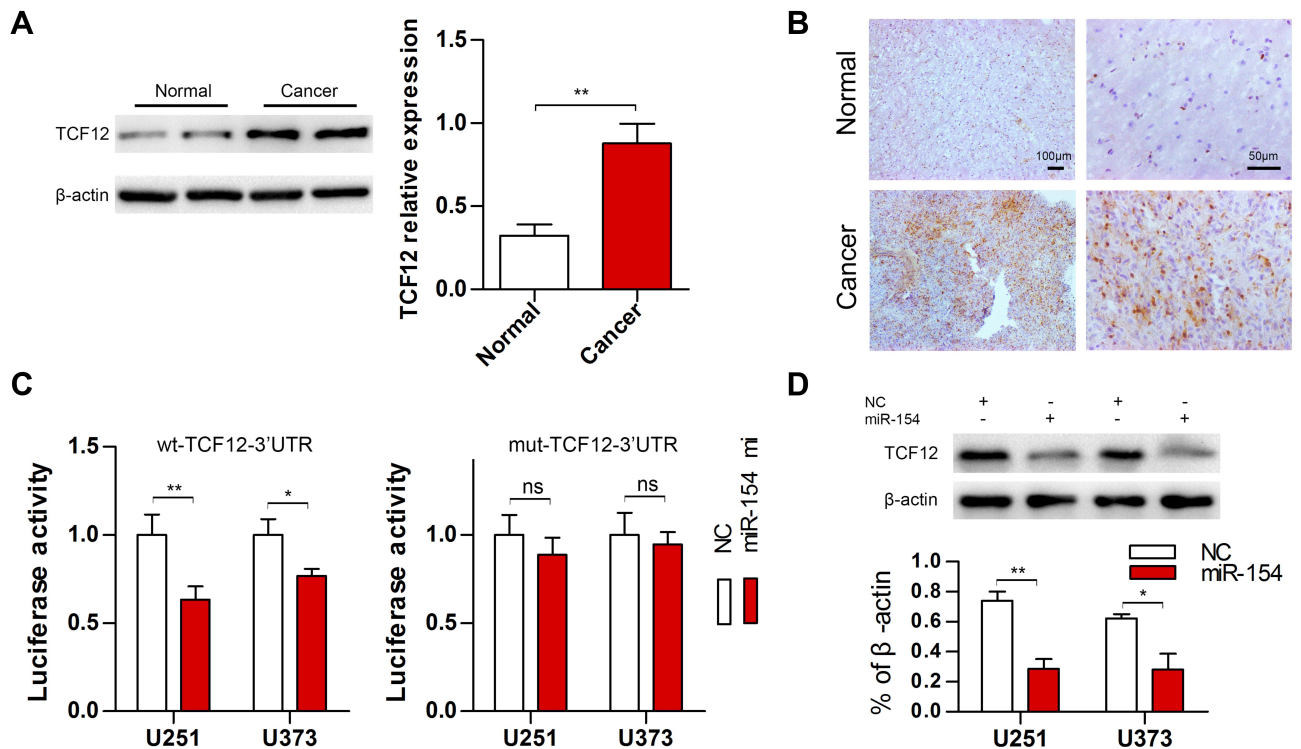 A
Normal
Cancer
TCF12
β-actin
TCF12 relative expression
1.5
1.0
0.5
0.0
**
Normal
Cancer
B
Normal
Cancer
100μm
50μm
C
Luciferase activity
wt-TCF12-3’UTR
1.5
1.0
0.5
0.0
**
*
U251
U373
Luciferase activity
mut-TCF12-3’UTR
1.0
0.5
0.0
ns
ns
U251
U373
NC
miR-154 mi
D
NC + - + -
miR-154 - + - +
TCF12
β-actin
% of β -actin
1.0
0.8
0.6
0.4
0.2
0.0
**
*
NC
miR-154
U251
U373